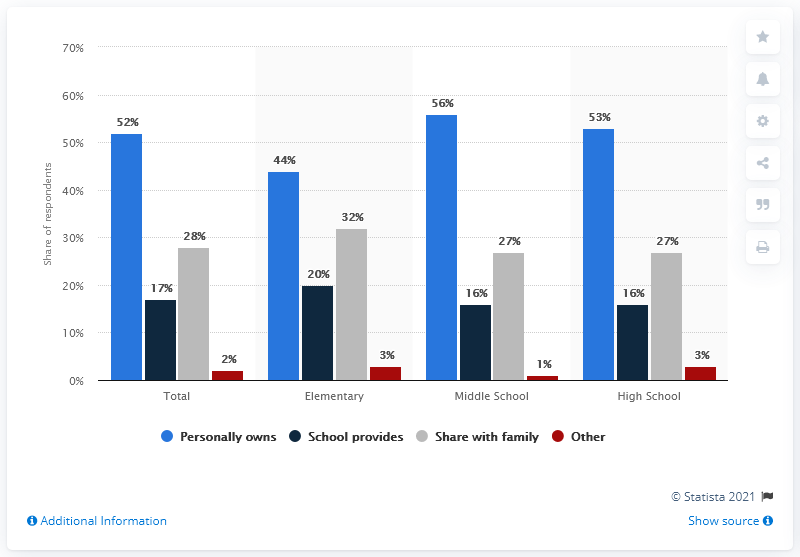 70%
60%
50%
40%
30%
20%
10%
0%
Share of respondents
52%
17%
28%
2%
44%
20%
32%
3%
56%
16%
27%
1%
53%
16%
27%
3%
Total
Elementary
Middle School
High School
Personally owns
School provides
Share with family
Other
© Statista 2021
Additional Information
Show source